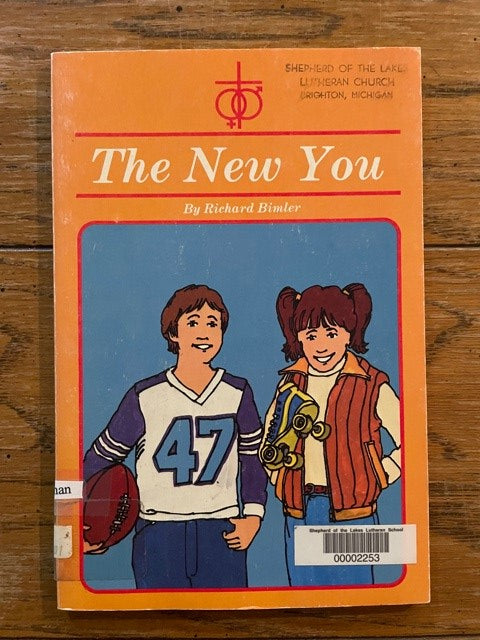 SHEPHERD OF THE LAKES
LUTHERAN CHURCH
BRIGHTON, MICHIGAN
The New You
By Richard Bimler
47
nan
Shepherd of the Lakes Lutheran School
00002253